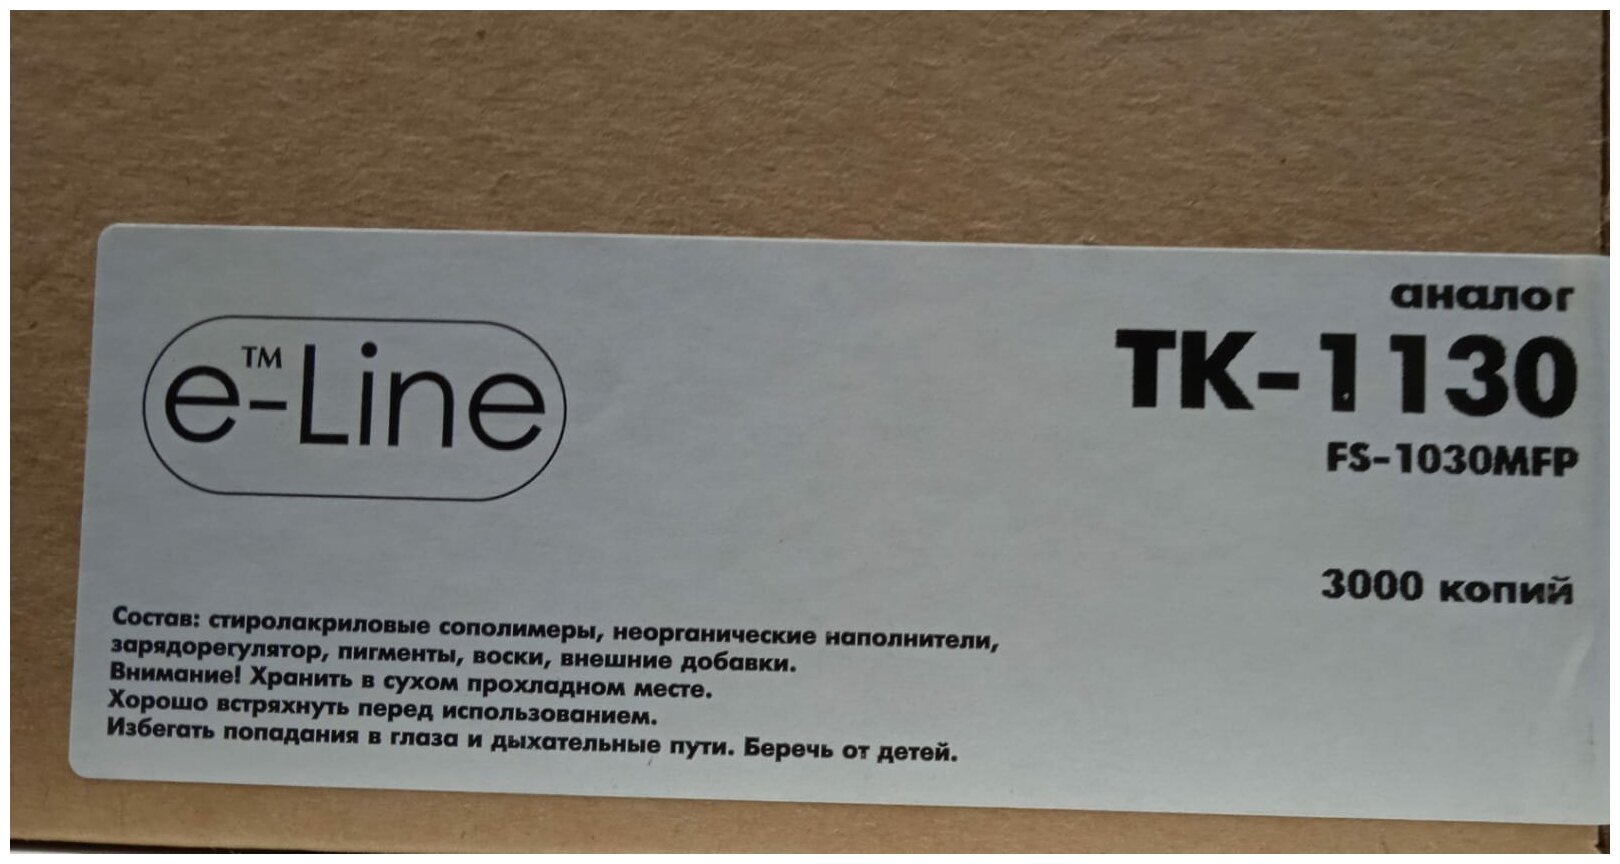 e-Line™
аналог
TK-1130
FS-1030MFP
3000 копий
Состав: стиролакриловые сополимеры, неорганические наполнители,
зарядорегулятор, пигменты, воски, внешние добавки.
Внимание! Хранить в сухом прохладном месте.
Хорошо встряхнуть перед использованием.
Избегать попадания в глаза и дыхательные пути. Беречь от детей.